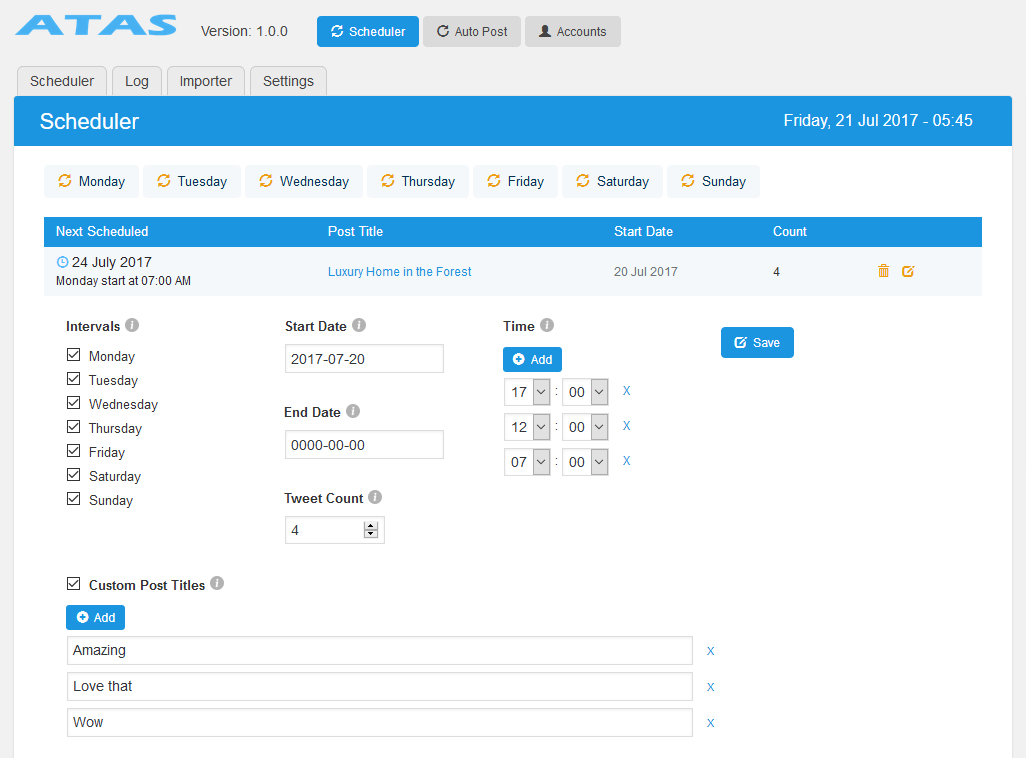 ATAS Version: 1.0.0 Scheduler Auto Post Accounts
Scheduler Log Importer Settings
Scheduler Friday, 21 Jul 2017 - 05:45
Monday Tuesday Wednesday Thursday Friday Saturday Sunday
Next Scheduled Post Title Start Date Count
24 July 2017
Monday start at 07:00 AM Luxury Home in the Forest 20 Jul 2017 4
Intervals
Monday
Tuesday
Wednesday
Thursday
Friday
Saturday
Sunday
Start Date
2017-07-20
End Date
0000-00-00
Tweet Count
4
Time
Add
17 : 00 X
12 : 00 X
07 : 00 X
Save
Custom Post Titles
Add
Amazing X
Love that X
Wow X